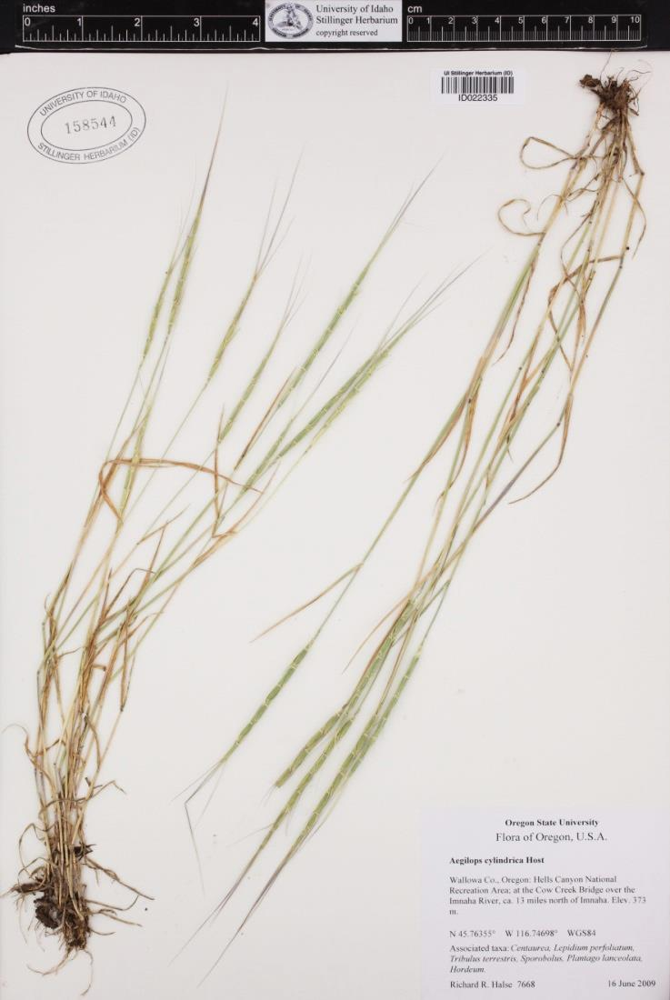 inches
1 2 3 4
University of Idaho
Stillinger Herbarium
copyright reserved
cm
0 1 2 3 4 5 6 7 8 9 10
UI Stillinger Herbarium (ID)
ID022335
UNIVERSITY OF IDAHO
158544
STILLINGER HERBARIUM (ID)
Oregon State University
Flora of Oregon, U.S.A.
Aegilops cylindrica Host
Wallowa Co., Oregon: Hells Canyon National
Recreation Area; at the Cow Creek Bridge over the
Imnaha River, ca. 13 miles north of Imnaha. Elev. 373
m.
N 45.76355° W 116.74698° WGS84
Associated taxa: Centaurea, Lepidium perfoliatum,
Tribulus terrestris, Sporobolus, Plantago lanceolata,
Hordeum.
Richard R. Halse 7668 16 June 2009